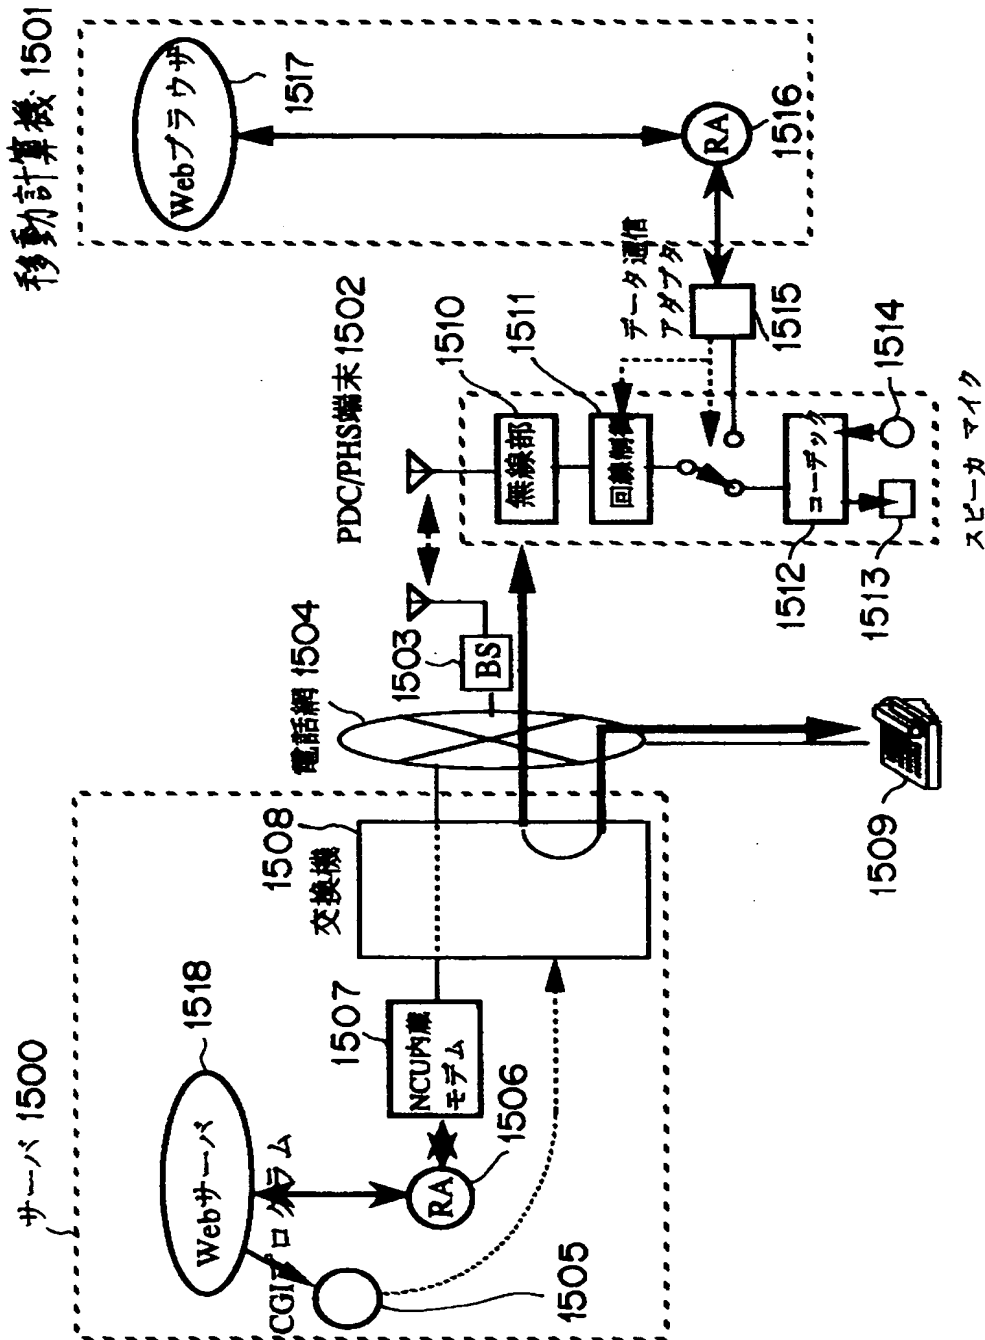 サーバ 1500
Webサーバ
1518
CGIプログラム
1505
RA
1506
NCU内蔵
モデム
1507
交換機
1508
電話網 1504
BS
1503
1509
PDC/PHS端末 1502
無線部
1510
回線制御
1511
コーデック
1512
1513
スピーカ
マイク
1514
データ通信
アダプタ
1515
移動計算機 1501
Webブラウザ
1517
RA
1516